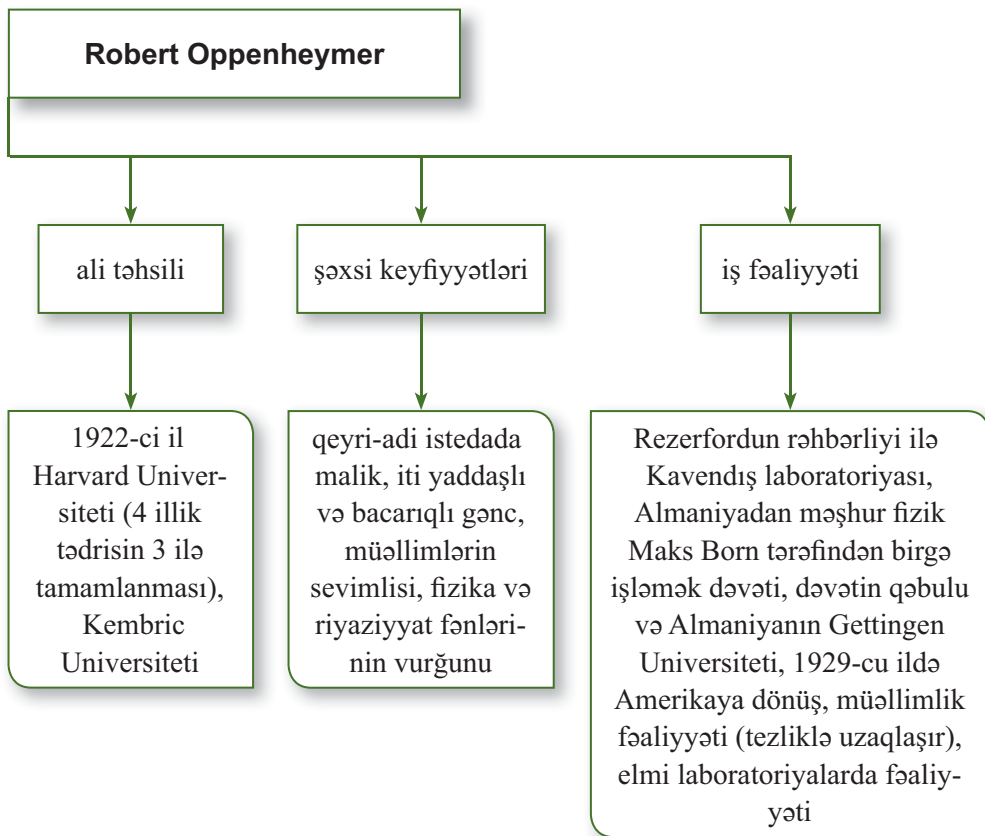 Robert Oppenheymer
ali təhsili
şəxsi keyfiyyətləri
iş fəaliyyəti
1922-ci il
Harvard Univer-
siteti (4 illik
tədrisin 3 ilə
tamamlanması),
Kembric
Universiteti
qeyri-adi istedada
malik, iti yaddaşlı
və bacarıqlı gənc,
müəllimlərin
sevimlisi, fizika və
riyaziyyat fənləri-
nin vurğunu
Rezerfordun rəhbərliyi ilə
Kavendış laboratoriyası,
Almaniyadan məşhur fizik
Maks Born tərəfindən birgə
işləmək dəvəti, dəvətin qəbulu
və Almaniyanın Gettingen
Universiteti, 1929-cu ildə
Amerikaya dönüş, müəllimlik
fəaliyyəti (tezliklə uzaqlaşır),
elmi laboratoriyalarda fəaliy-
yəti